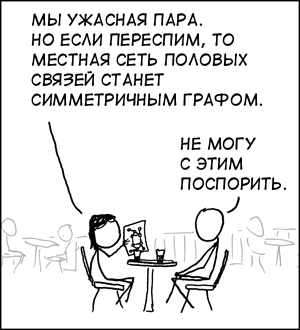 МЫ УЖАСНАЯ ПАРА.
НО ЕСЛИ ПЕРЕСПИМ, ТО
МЕСТНАЯ СЕТЬ ПОЛОВЫХ
СВЯЗЕЙ СТАНЕТ
СИММЕТРИЧНЫМ ГРАФОМ.
НЕ МОГУ
С ЭТИМ
ПОСПОРИТЬ.